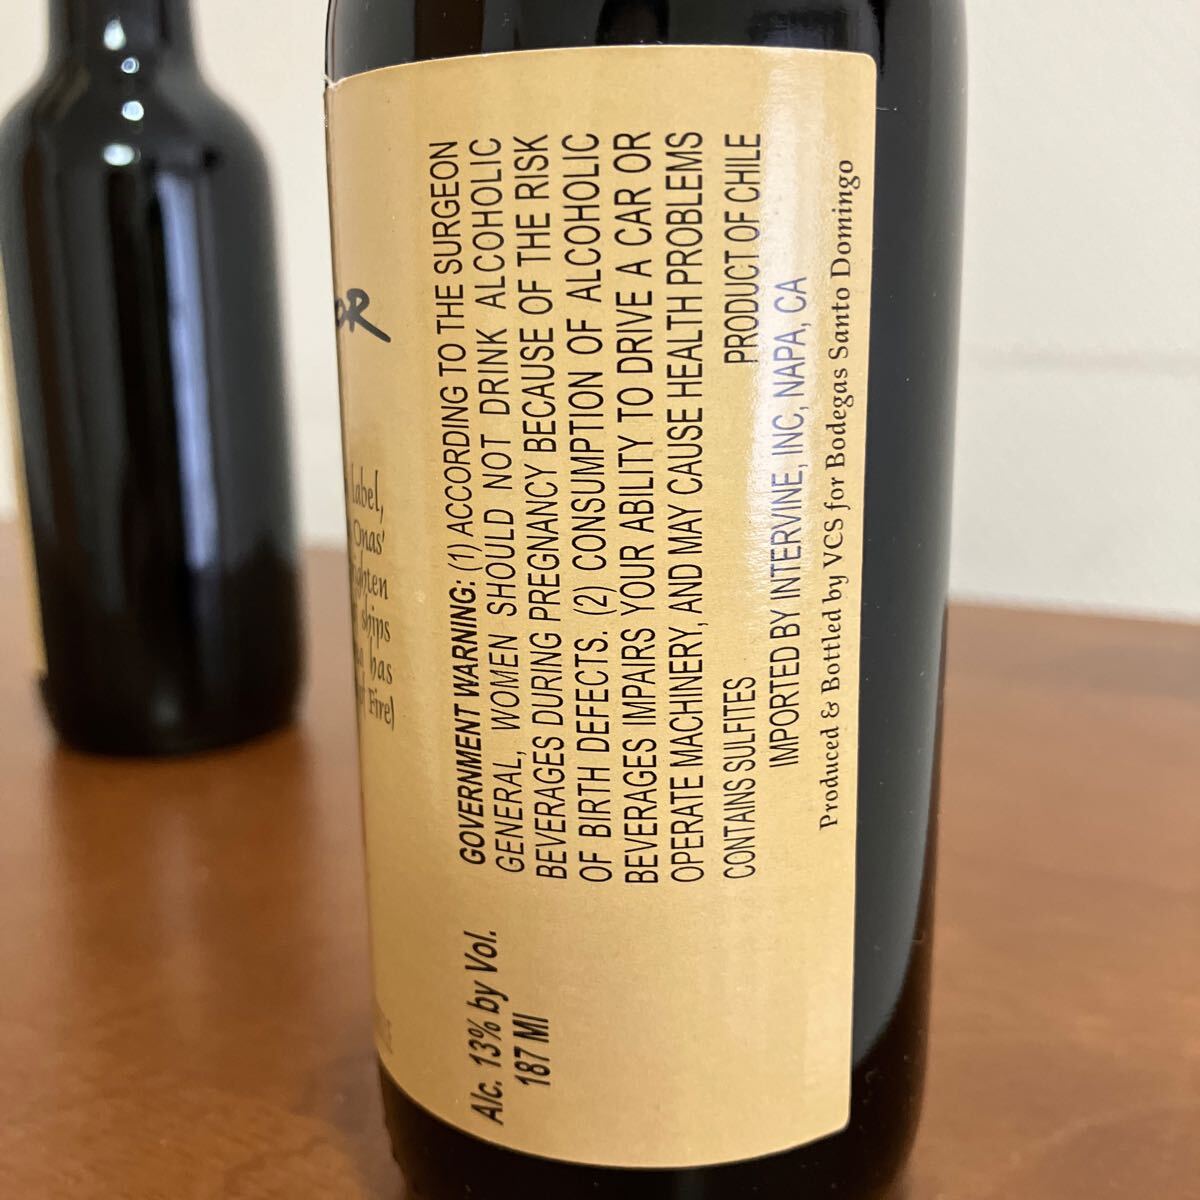 OR
Label,
Onas'
ships
has
of Fire)
GOVERNMENT WARNING: (1) ACCORDING TO THE SURGEON
GENERAL, WOMEN SHOULD NOT DRINK ALCOHOLIC
BEVERAGES DURING PREGNANCY BECAUSE OF THE RISK
OF BIRTH DEFECTS. (2) CONSUMPTION OF ALCOHOLIC
BEVERAGES IMPAIRS YOUR ABILITY TO DRIVE A CAR OR
OPERATE MACHINERY, AND MAY CAUSE HEALTH PROBLEMS
CONTAINS SULFITES PRODUCT OF CHILE
IMPORTED BY INTERVINE, INC, NAPA, CA
Produced & Bottled by VCS for Bodegas Santo Domingo
Alc. 13% by Vol.
187 Ml